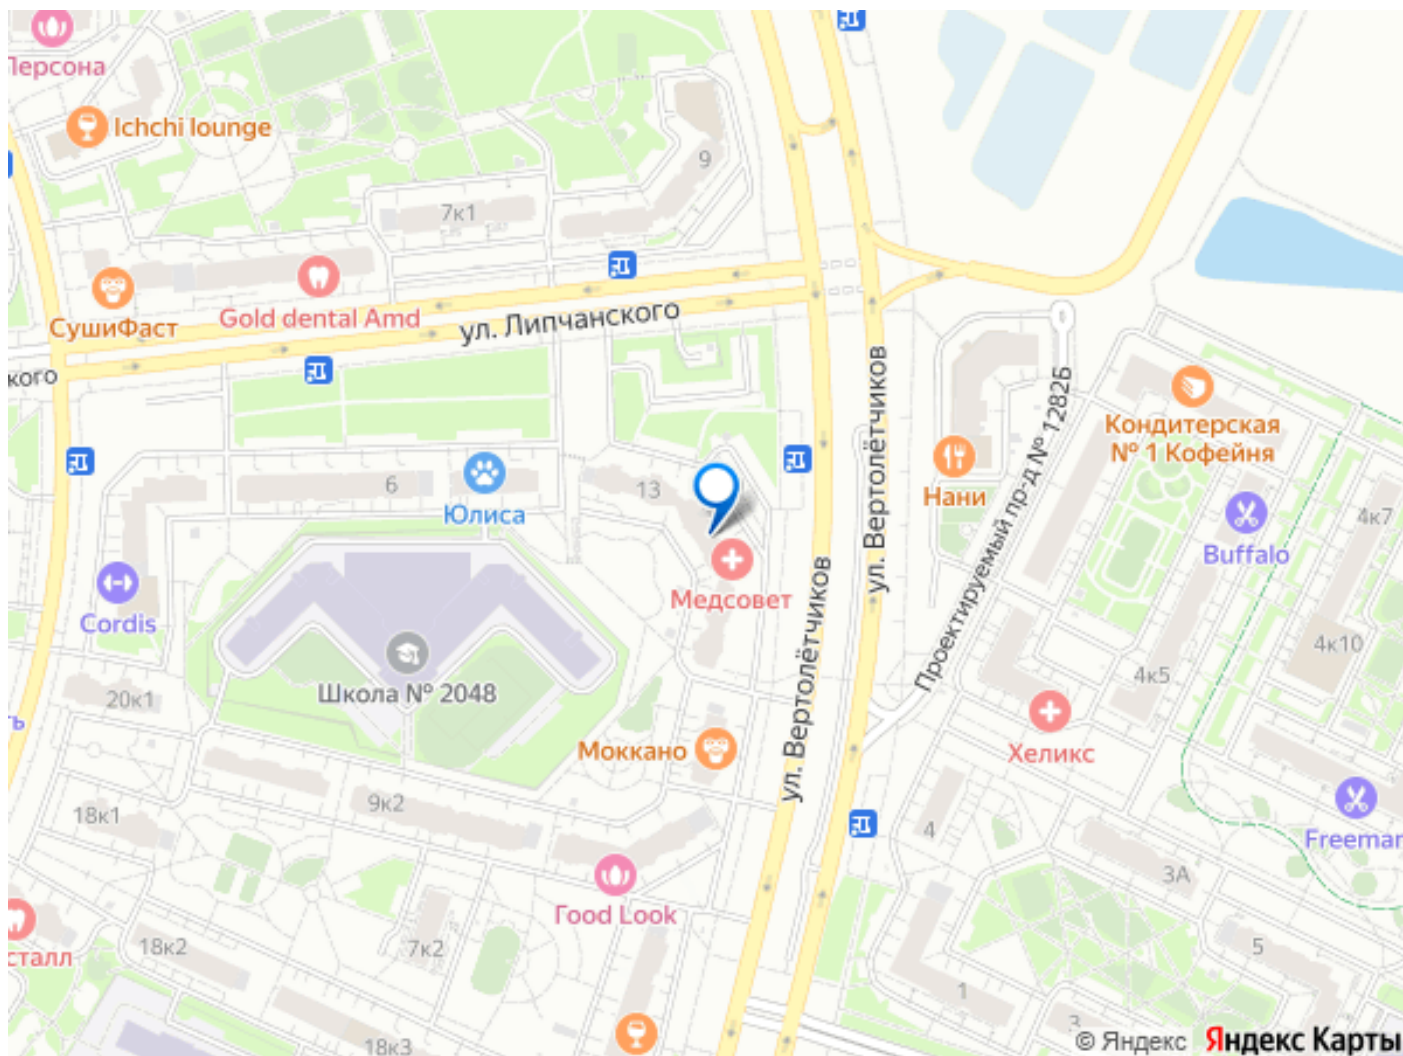 Персона
Ichchi lounge
9
7к1
СушиФаст
Gold dental Amd
ул. Липчанского
кого
ул. Вертолётчиков
Проектируемый пр-д № 1282Б
Кондитерская
№ 1 Кофейня
Нани
Buffalo
4к7
6
Юлиса
13
Медсовет
Cordis
Школа № 2048
ул. Вертолётчиков
4к10
4к5
20к1
ть
Моккано
Хеликс
9к2
18к1
4
Freemar
3А
Food Look
18к2
7к2
сталл
5
1
3
18к3
© Яндекс Яндекс Карты